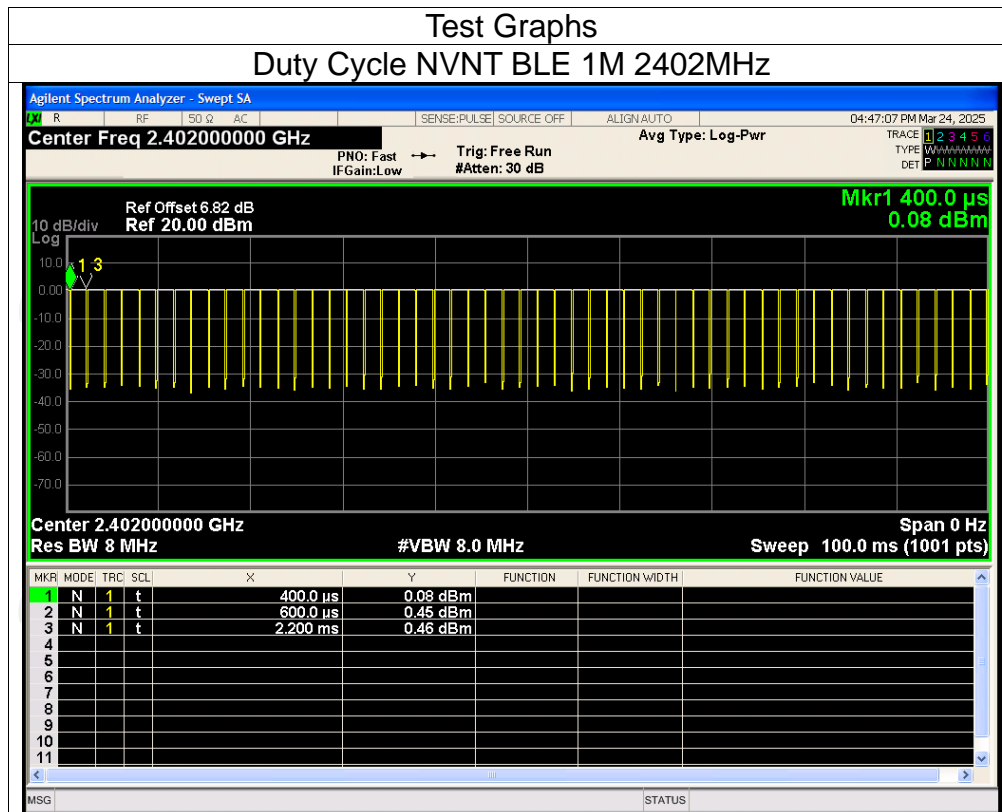 Test Graphs
Duty Cycle NVNT BLE 1M 2402MHz
Agilent Spectrum Analyzer - Swept SA
LXI R RF 50 Ω AC SENSE:PULSE SOURCE OFF ALIGN AUTO 04:47:07 PM Mar 24, 2025
Center Freq 2.402000000 GHz Avg Type: Log-Pwr TRACE 1 2 3 4 5 6
PNO: Fast Trig: Free Run TYPE WWWWWW
IFGain:Low #Atten: 30 dB DET P N N N N N
Mkr1 400.0 µs
Ref Offset 6.82 dB 0.08 dBm
10 dB/div Ref 20.00 dBm
Log
10.0
1 3
0.00
-10.0
-20.0
-30.0
-40.0
-50.0
-60.0
-70.0
Center 2.402000000 GHz Span 0 Hz
Res BW 8 MHz #VBW 8.0 MHz Sweep 100.0 ms (1001 pts)
MKR MODE TRC SCL X Y FUNCTION FUNCTION WIDTH FUNCTION VALUE
1 N 1 t 400.0 µs 0.08 dBm
2 N 1 t 600.0 µs 0.45 dBm
3 N 1 t 2.200 ms 0.46 dBm
4
5
6
7
8
9
10
11
MSG STATUS